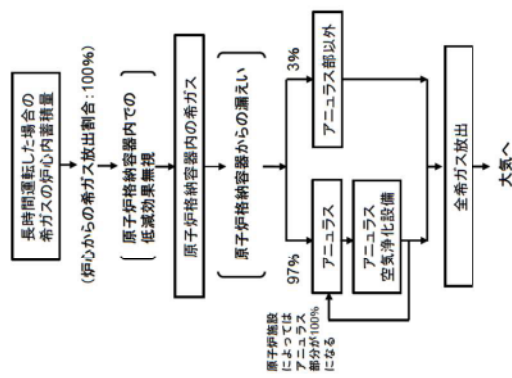 長時間運転した場合の
希ガスの炉心内蓄積量
(炉心からの希ガス放出割合:100%)
原子炉格納容器内での
低減効果無視
原子炉格納容器内の希ガス
原子炉格納容器からの漏えい
97%
3%
原子炉施設
によっては
アニュラス
部分が100%
になる
アニュラス
アニュラス部以外
アニュラス
空気浄化設備
全希ガス放出
大気へ